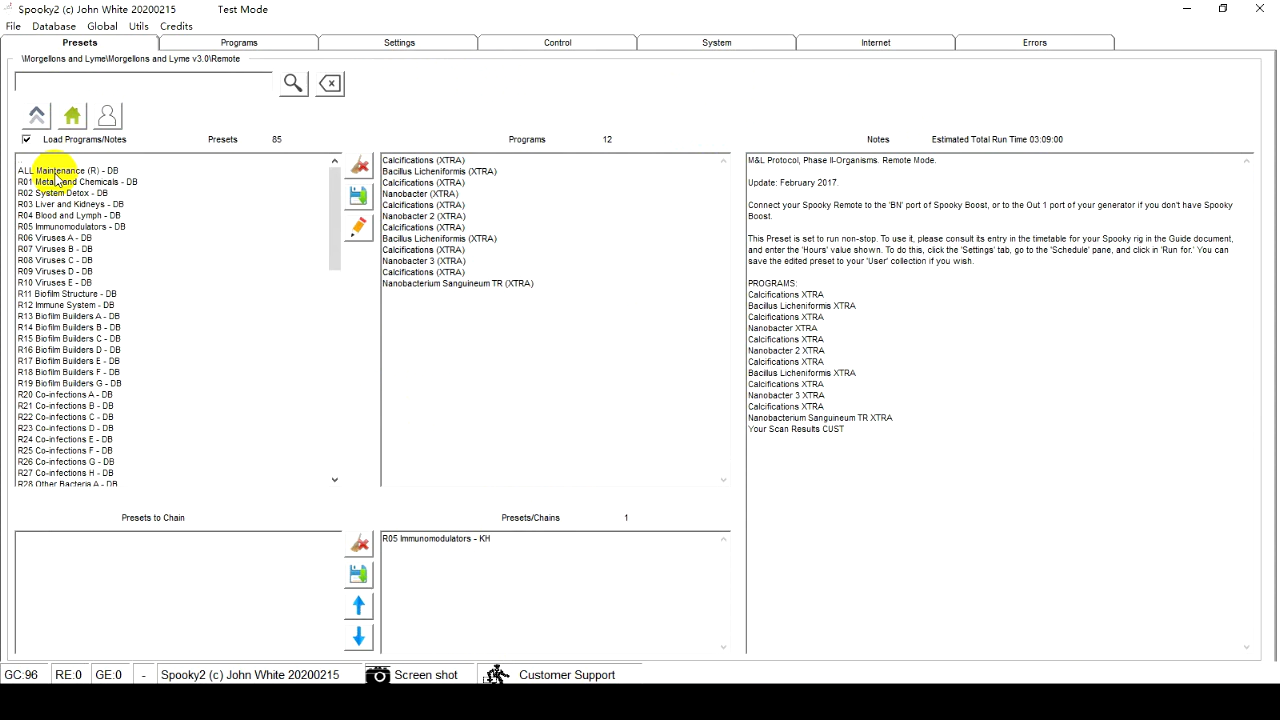 Spooky2 (c) John White 20200215 Test Mode
File Database Global Utils Credits
Presets Programs Settings Control System Internet Errors
\Morgellons and Lyme\Morgellons and Lyme v3.0\Remote
Load Programs/Notes Presets 85 Programs 12 Notes Estimated Total Run Time 03:09:00
..
ALL Maintenance (R) - DB
R01 Metals and Chemicals - DB
R02 System Detox - DB
R03 Liver and Kidneys - DB
R04 Blood and Lymph - DB
R05 Immunomodulators - DB
R06 Viruses A - DB
R07 Viruses B - DB
R08 Viruses C - DB
R09 Viruses D - DB
R10 Viruses E - DB
R11 Biofilm Structure - DB
R12 Immune System - DB
R13 Biofilm Builders A - DB
R14 Biofilm Builders B - DB
R15 Biofilm Builders C - DB
R16 Biofilm Builders D - DB
R17 Biofilm Builders E - DB
R18 Biofilm Builders F - DB
R19 Biofilm Builders G - DB
R20 Co-infections A - DB
R21 Co-infections B - DB
R22 Co-infections C - DB
R23 Co-infections D - DB
R24 Co-infections E - DB
R25 Co-infections F - DB
R26 Co-infections G - DB
R27 Co-infections H - DB
R28 Other Bacteria A - DB
Calcifications (XTRA)
Bacillus Licheniformis (XTRA)
Calcifications (XTRA)
Nanobacter (XTRA)
Calcifications (XTRA)
Nanobacter 2 (XTRA)
Calcifications (XTRA)
Bacillus Licheniformis (XTRA)
Calcifications (XTRA)
Nanobacter 3 (XTRA)
Calcifications (XTRA)
Nanobacterium Sanguineum TR (XTRA)
M&L Protocol, Phase II-Organisms. Remote Mode.
Update: February 2017.
Connect your Spooky Remote to the 'BN' port of Spooky Boost, or to the Out 1 port of your generator if you don't have Spooky
Boost.
This Preset is set to run non-stop. To use it, please consult its entry in the timetable for your Spooky rig in the Guide document,
and enter the 'Hours' value shown. To do this, click the 'Settings' tab, go to the 'Schedule' pane, and click in 'Run for.' You can
save the edited preset to your 'User' collection if you wish.
PROGRAMS:
Calcifications XTRA
Bacillus Licheniformis XTRA
Calcifications XTRA
Nanobacter XTRA
Calcifications XTRA
Nanobacter 2 XTRA
Calcifications XTRA
Bacillus Licheniformis XTRA
Calcifications XTRA
Nanobacter 3 XTRA
Calcifications XTRA
Nanobacterium Sanguineum TR XTRA
Your Scan Results CUST
Presets to Chain Presets/Chains 1
R05 Immunomodulators - KH
GC:96 RE:0 GE:0 - Spooky2 (c) John White 20200215 Screen shot Customer Support